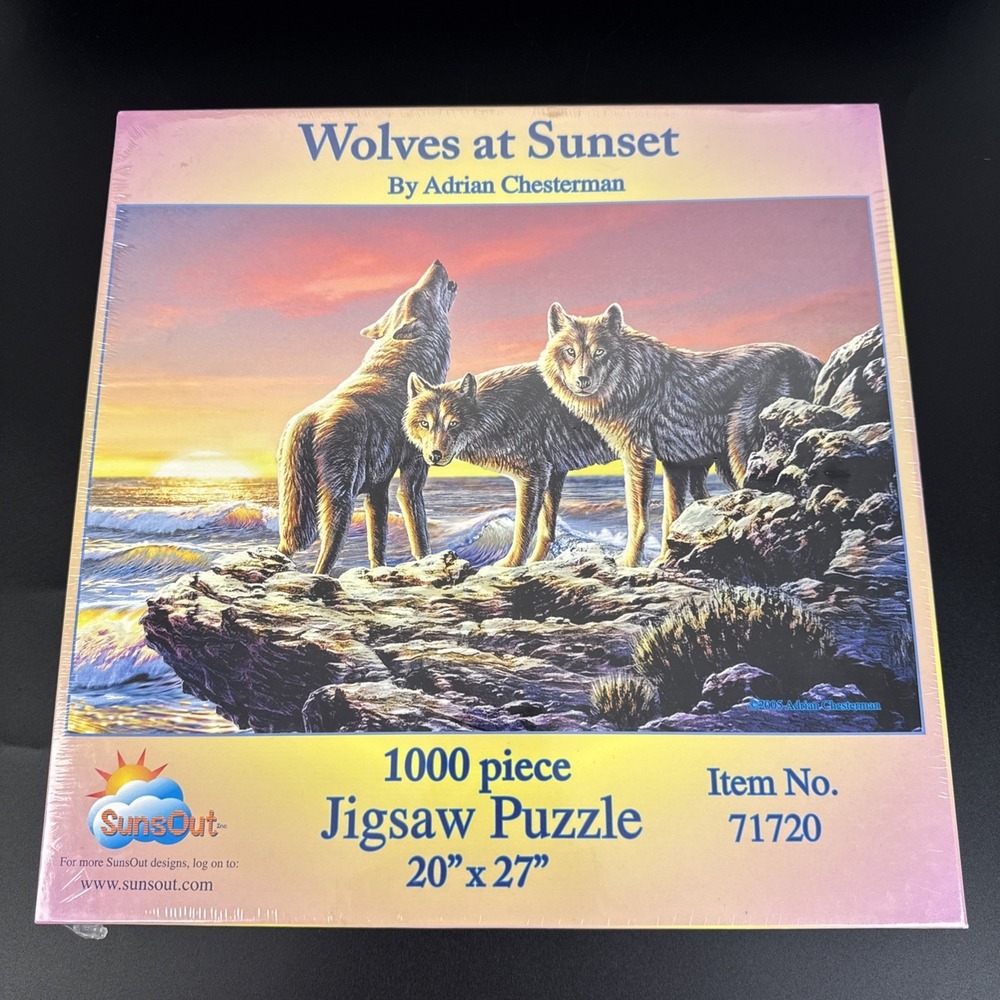 Wolves at Sunset
By Adrian Chesterman
©2005 Adrian Chesterman
1000 piece
Jigsaw Puzzle
20” x 27”
Item No.
71720
SunsOut Inc
For more SunsOut designs, log on to:
www.sunsout.com